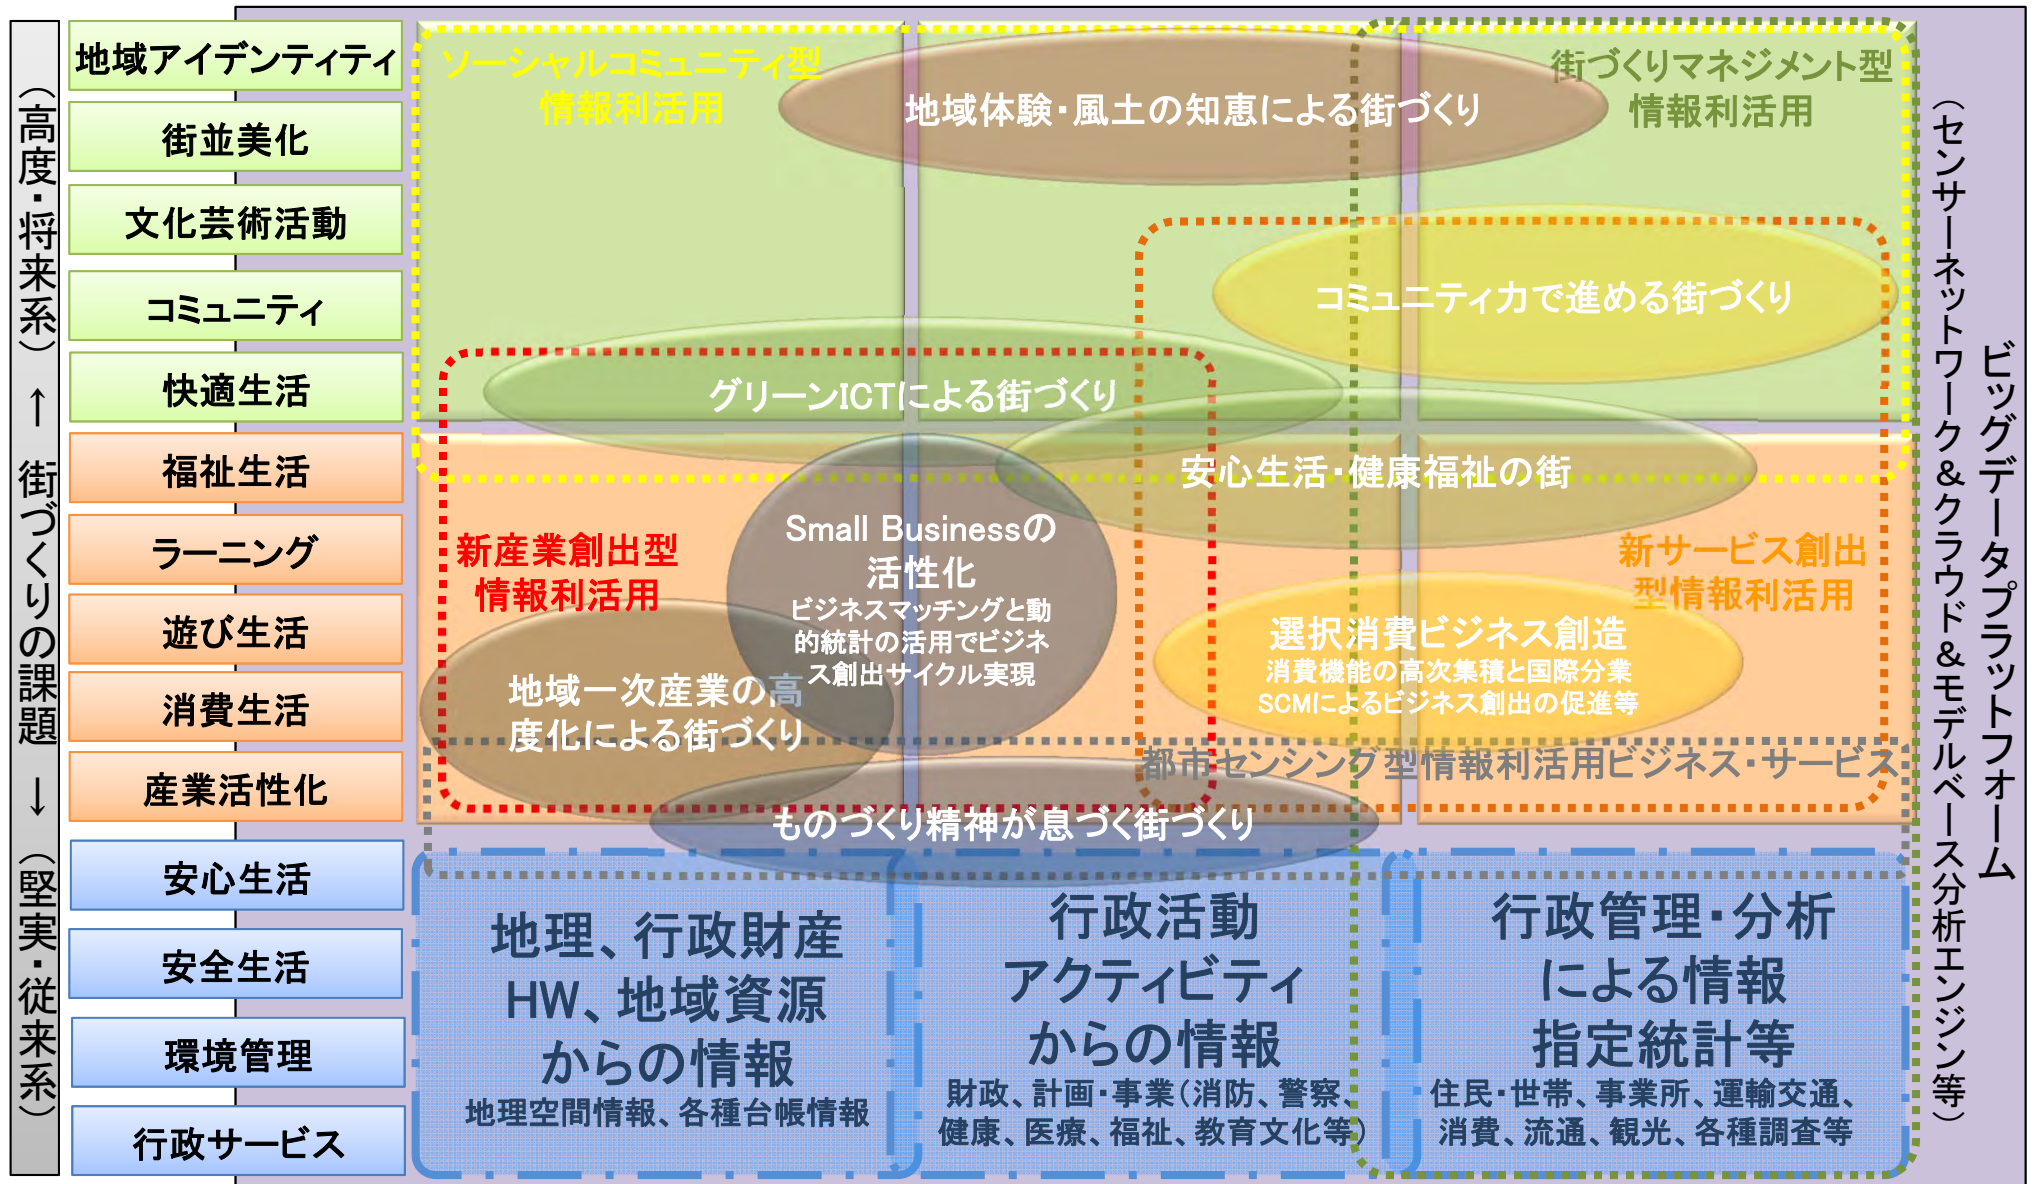 （高度・将来系）　↑　街づくりの課題　↓　（堅実・従来系）
地域アイデンティティ
街並美化
文化芸術活動
コミュニティ
快適生活
福祉生活
ラーニング
遊び生活
消費生活
産業活性化
安心生活
安全生活
環境管理
行政サービス
ソーシャルコミュニティ型
情報利活用
地域体験・風土の知恵による街づくり
街づくりマネジメント型
情報利活用
コミュニティ力で進める街づくり
グリーンICTによる街づくり
安心生活・健康福祉の街
新産業創出型
情報利活用
Small Businessの
活性化
ビジネスマッチングと動
的統計の活用でビジネ
ス創出サイクル実現
新サービス創出
型情報利活用
選択消費ビジネス創造
消費機能の高次集積と国際分業
SCMによるビジネス創出の促進等
地域一次産業の高
度化による街づくり
都市センシング型情報利活用ビジネス・サービス
ものづくり精神が息づく街づくり
地理、行政財産
HW、地域資源
からの情報
地理空間情報、各種台帳情報
行政活動
アクティビティ
からの情報
財政、計画・事業（消防、警察、
健康、医療、福祉、教育文化等）
行政管理・分析
による情報
指定統計等
住民・世帯、事業所、運輸交通、
消費、流通、観光、各種調査等
ビッグデータプラットフォーム
（センサーネットワーク＆クラウド＆モデルベース分析エンジン等）